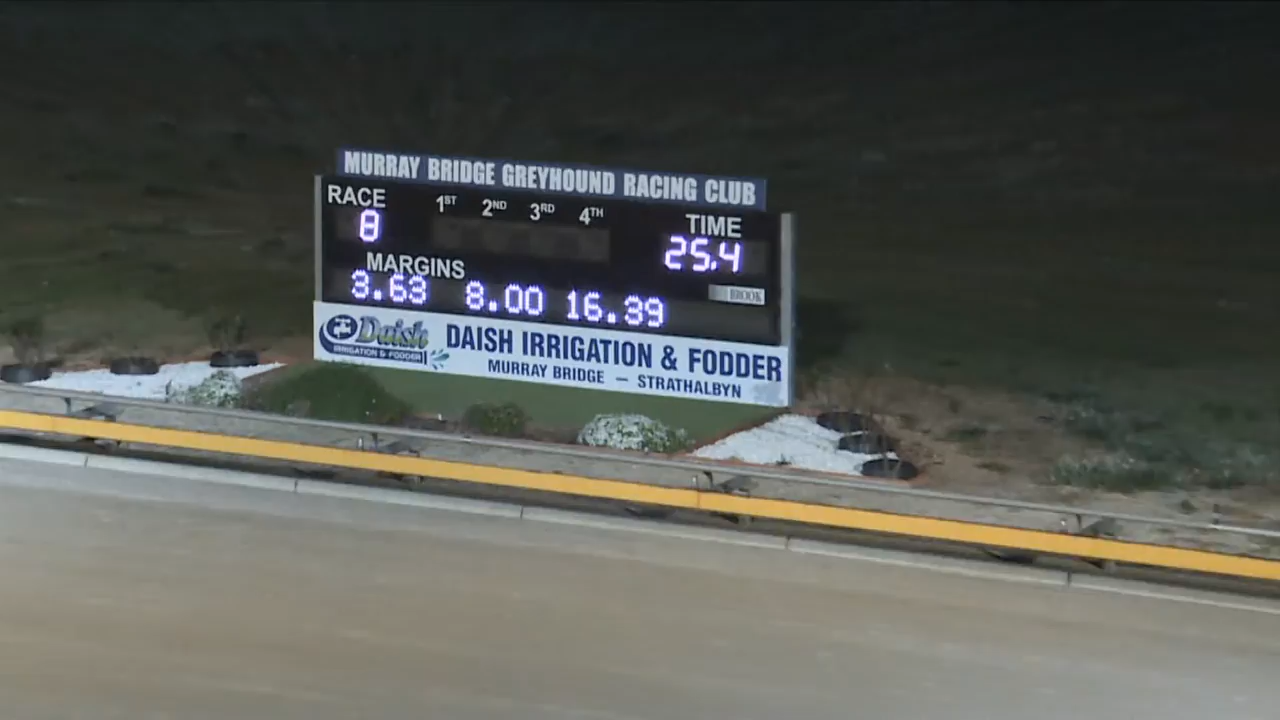 MURRAY BRIDGE GREYHOUND RACING CLUB
RACE 1ST 2ND 3RD 4TH TIME
8 25.4
MARGINS
3.63 8.00 16.39
BROOK
Daish
IRRIGATION & FODDER
DAISH IRRIGATION & FODDER
MURRAY BRIDGE — STRATHALBYN